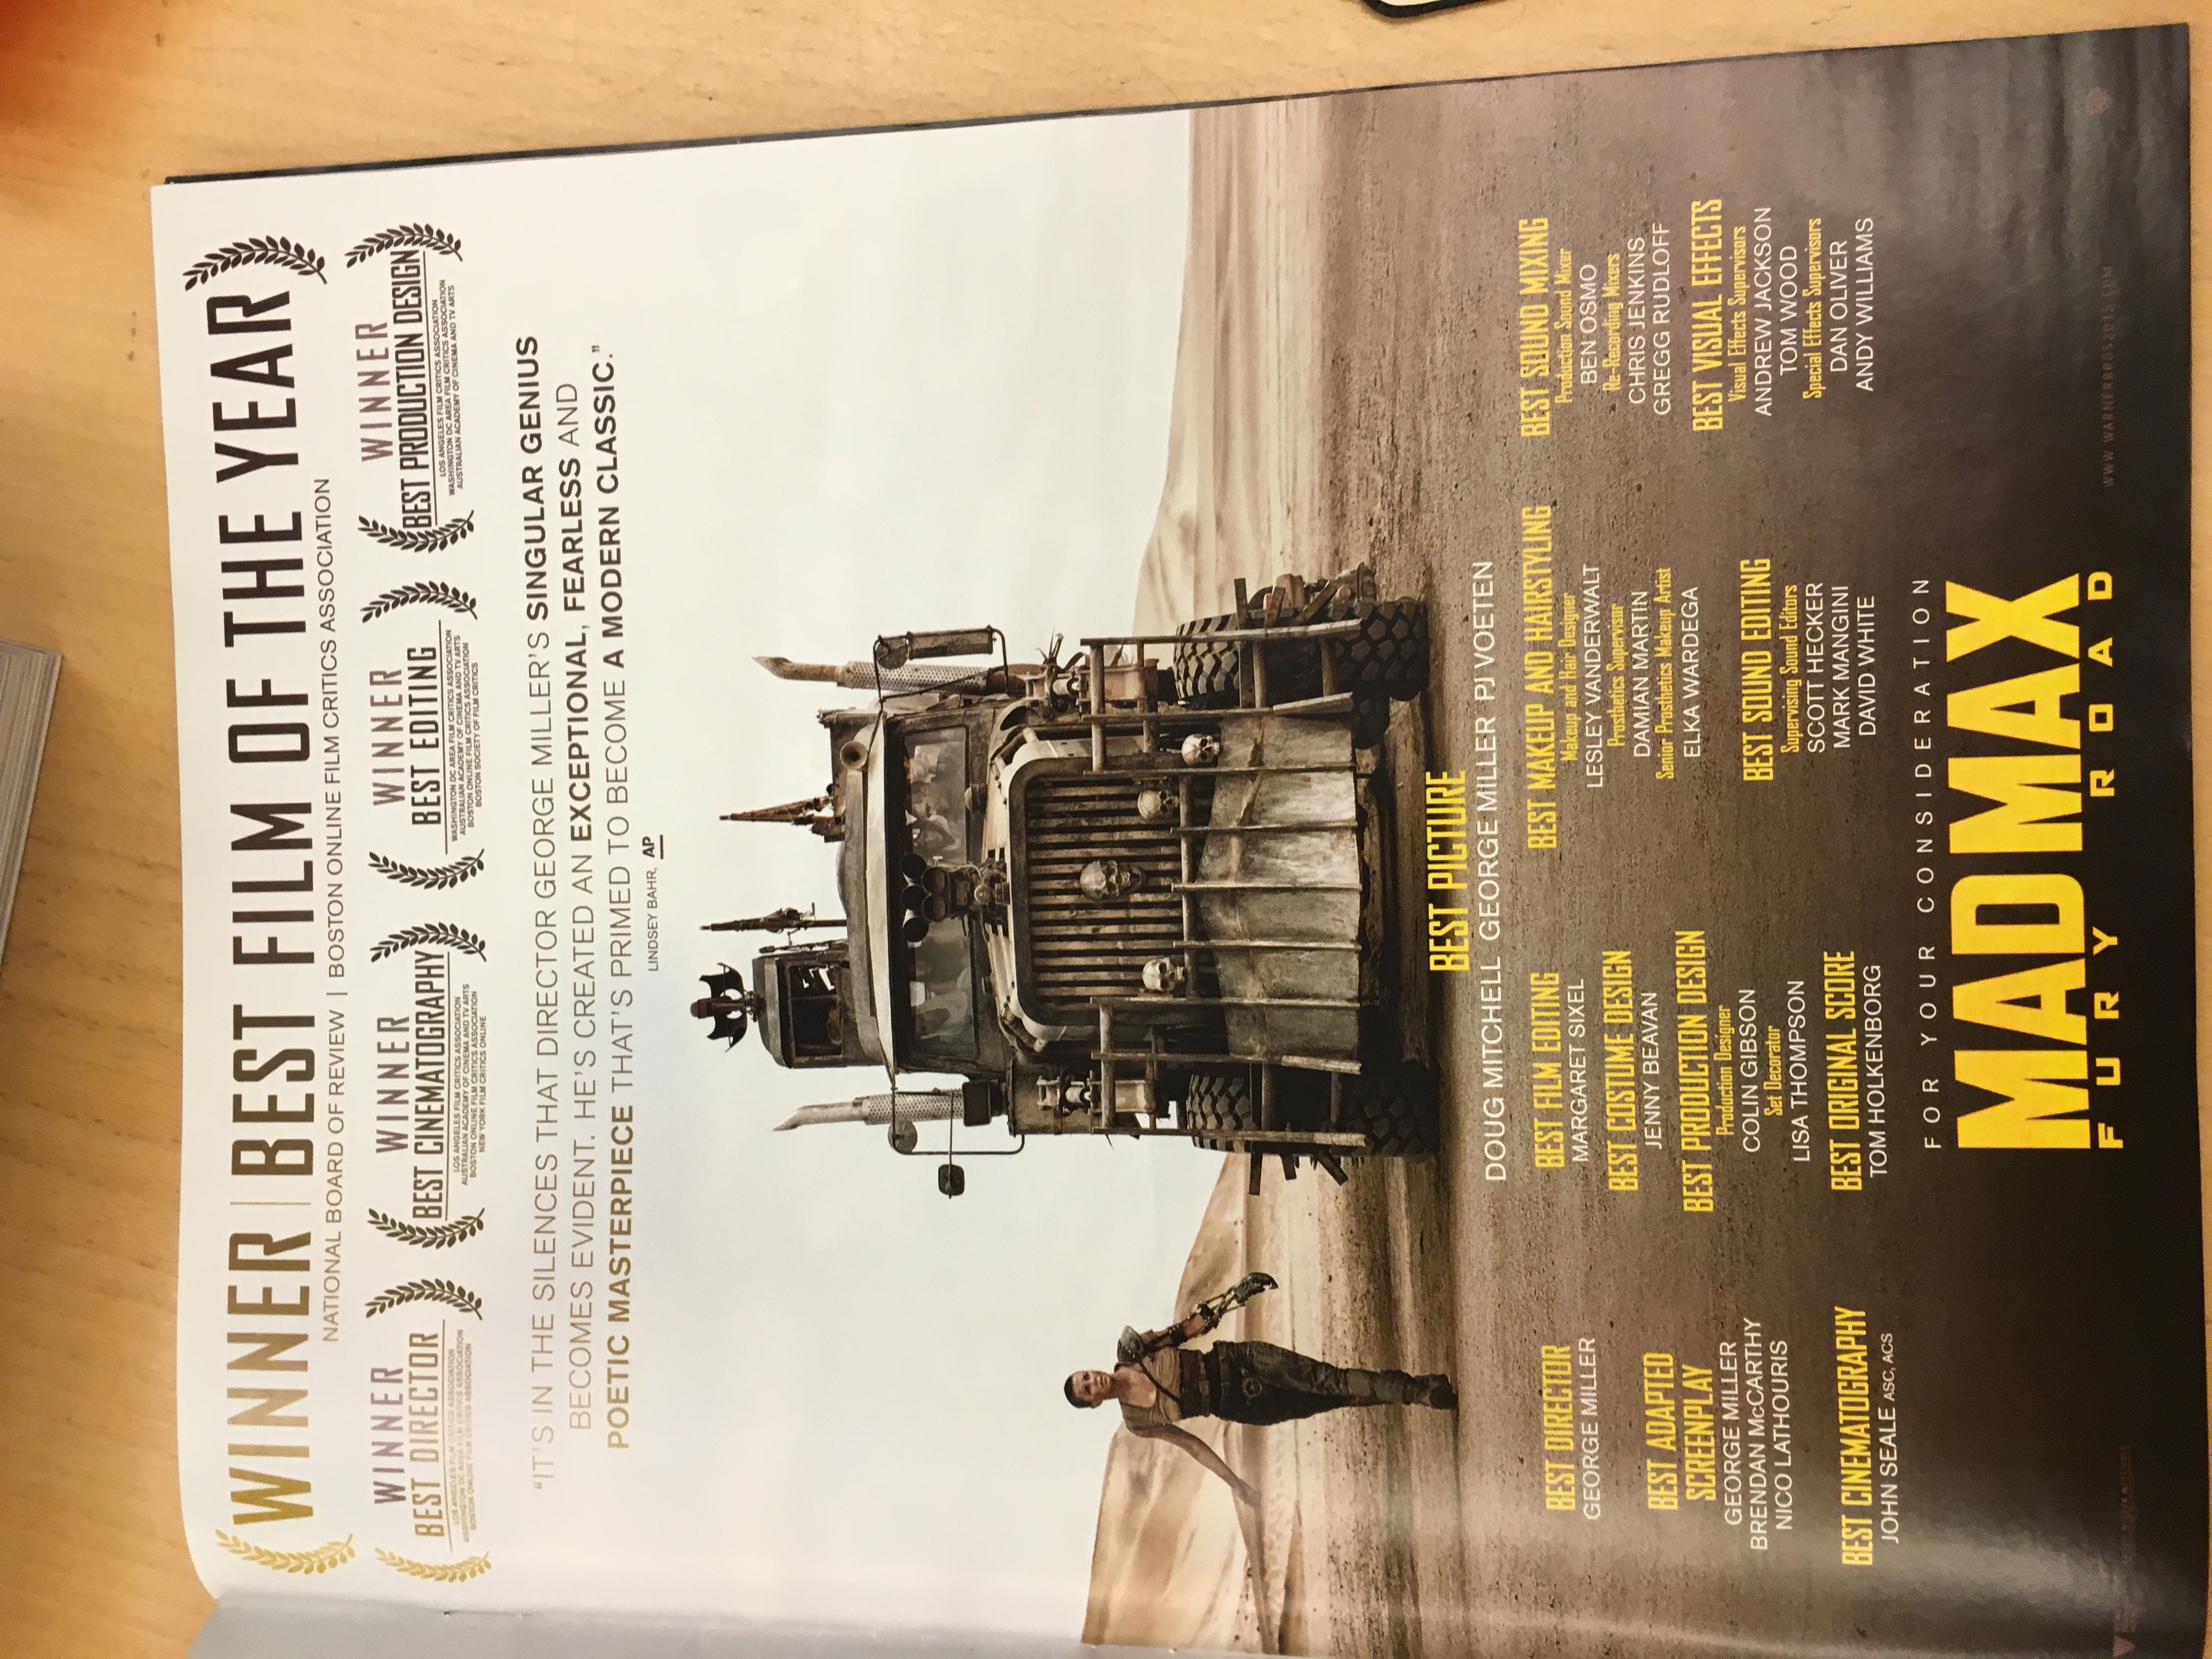 WINNER | BEST FILM OF THE YEAR
NATIONAL BOARD OF REVIEW | BOSTON ONLINE FILM CRITICS ASSOCIATION
WINNER
BEST DIRECTOR
LOS ANGELES FILM CRITICS ASSOCIATION
WASHINGTON DC AREA FILM CRITICS ASSOCIATION
BOSTON ONLINE FILM CRITICS ASSOCIATION
WINNER
BEST CINEMATOGRAPHY
LOS ANGELES FILM CRITICS ASSOCIATION
AUSTRALIAN ACADEMY OF CINEMA AND TV ARTS
BOSTON ONLINE FILM CRITICS ASSOCIATION
NEW YORK FILM CRITICS ONLINE
WINNER
BEST EDITING
WASHINGTON DC AREA FILM CRITICS ASSOCIATION
AUSTRALIAN ACADEMY OF CINEMA AND TV ARTS
BOSTON ONLINE FILM CRITICS ASSOCIATION
BOSTON SOCIETY OF FILM CRITICS
WINNER
BEST PRODUCTION DESIGN
LOS ANGELES FILM CRITICS ASSOCIATION
WASHINGTON DC AREA FILM CRITICS ASSOCIATION
AUSTRALIAN ACADEMY OF CINEMA AND TV ARTS
“IT’S IN THE SILENCES THAT DIRECTOR GEORGE MILLER’S SINGULAR GENIUS
BECOMES EVIDENT. HE’S CREATED AN EXCEPTIONAL, FEARLESS AND
POETIC MASTERPIECE THAT’S PRIMED TO BECOME A MODERN CLASSIC.”
LINDSEY BAHR, AP
BEST PICTURE
DOUG MITCHELL GEORGE MILLER PJ VOETEN
BEST DIRECTOR
GEORGE MILLER
BEST ADAPTED
SCREENPLAY
GEORGE MILLER
BRENDAN McCARTHY
NICO LATHOURIS
BEST CINEMATOGRAPHY
JOHN SEALE ASC, ACS
BEST FILM EDITING
MARGARET SIXEL
BEST COSTUME DESIGN
JENNY BEAVAN
BEST PRODUCTION DESIGN
Production Designer
COLIN GIBSON
Set Decorator
LISA THOMPSON
BEST ORIGINAL SCORE
TOM HOLKENBORG
BEST MAKEUP AND HAIRSTYLING
Makeup and Hair Designer
LESLEY VANDERWALT
Prosthetics Supervisor
DAMIAN MARTIN
Senior Prosthetics Makeup Artist
ELKA WARDEGA
BEST SOUND EDITING
Supervising Sound Editors
SCOTT HECKER
MARK MANGINI
DAVID WHITE
BEST SOUND MIXING
Production Sound Mixer
BEN OSMO
Re-Recording Mixers
CHRIS JENKINS
GREGG RUDLOFF
BEST VISUAL EFFECTS
Visual Effects Supervisors
ANDREW JACKSON
TOM WOOD
Special Effects Supervisors
DAN OLIVER
ANDY WILLIAMS
FOR YOUR CONSIDERATION
MAD MAX
FURY ROAD
WWW.WARNERBROS2015.COM